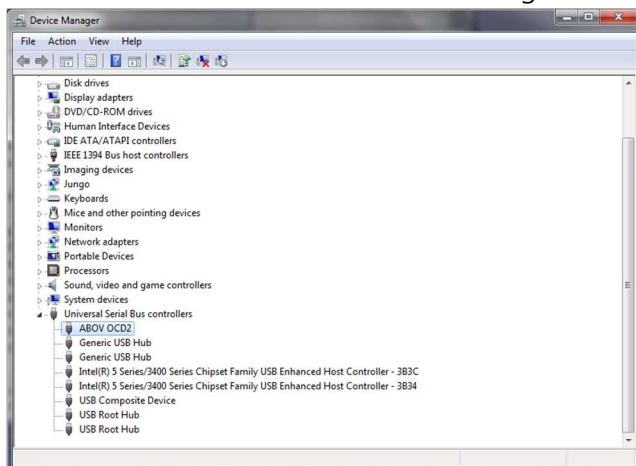 Device Manager
File Action View Help
Disk drives
Display adapters
DVD/CD-ROM drives
Human Interface Devices
IDE ATA/ATAPI controllers
IEEE 1394 Bus host controllers
Imaging devices
Jungo
Keyboards
Mice and other pointing devices
Monitors
Network adapters
Portable Devices
Processors
Sound, video and game controllers
System devices
Universal Serial Bus controllers
ABOV OCD2
Generic USB Hub
Generic USB Hub
Intel(R) 5 Series/3400 Series Chipset Family USB Enhanced Host Controller - 3B3C
Intel(R) 5 Series/3400 Series Chipset Family USB Enhanced Host Controller - 3B34
USB Composite Device
USB Root Hub
USB Root Hub